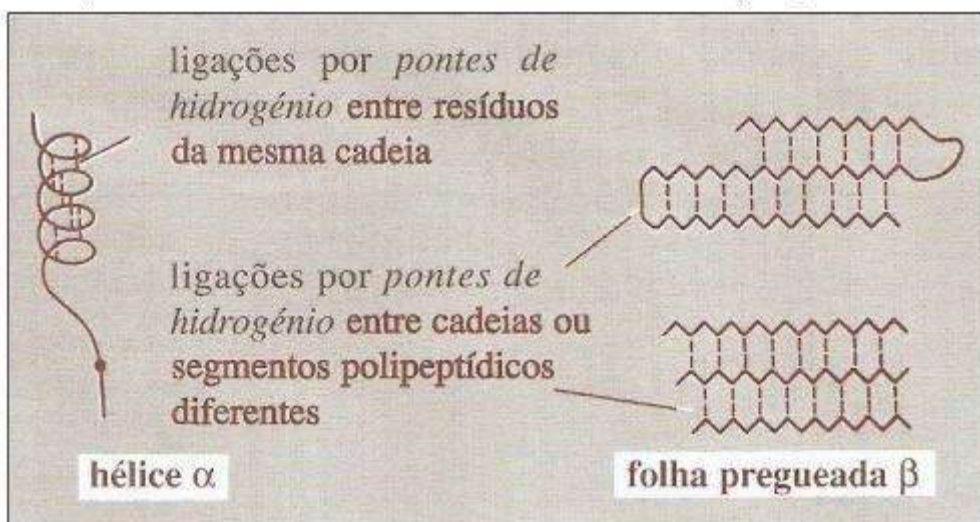 ligações por pontes de
hidrogénio entre resíduos
da mesma cadeia
ligações por pontes de
hidrogénio entre cadeias ou
segmentos polipeptídicos
diferentes
hélice α
folha pregueada β